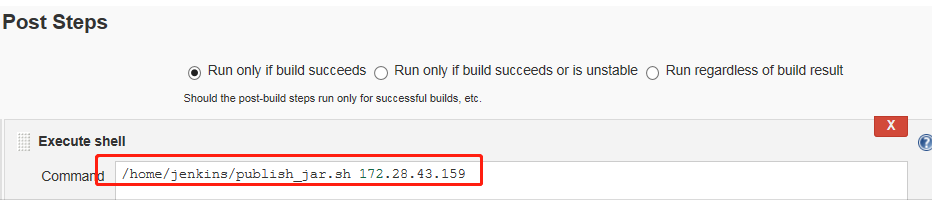 Post Steps
Run only if build succeeds Run only if build succeeds or is unstable Run regardless of build result
Should the post-build steps run only for successful builds, etc.
X
Execute shell
?
Command /home/jenkins/publish_jar.sh 172.28.43.159